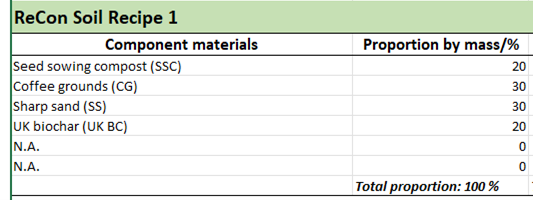 ReCon Soil Recipe 1
Component materials Proportion by mass/%
Seed sowing compost (SSC) 20
Coffee grounds (CG) 30
Sharp sand (SS) 30
UK biochar (UK BC) 20
N.A. 0
N.A. 0
Total proportion: 100 %